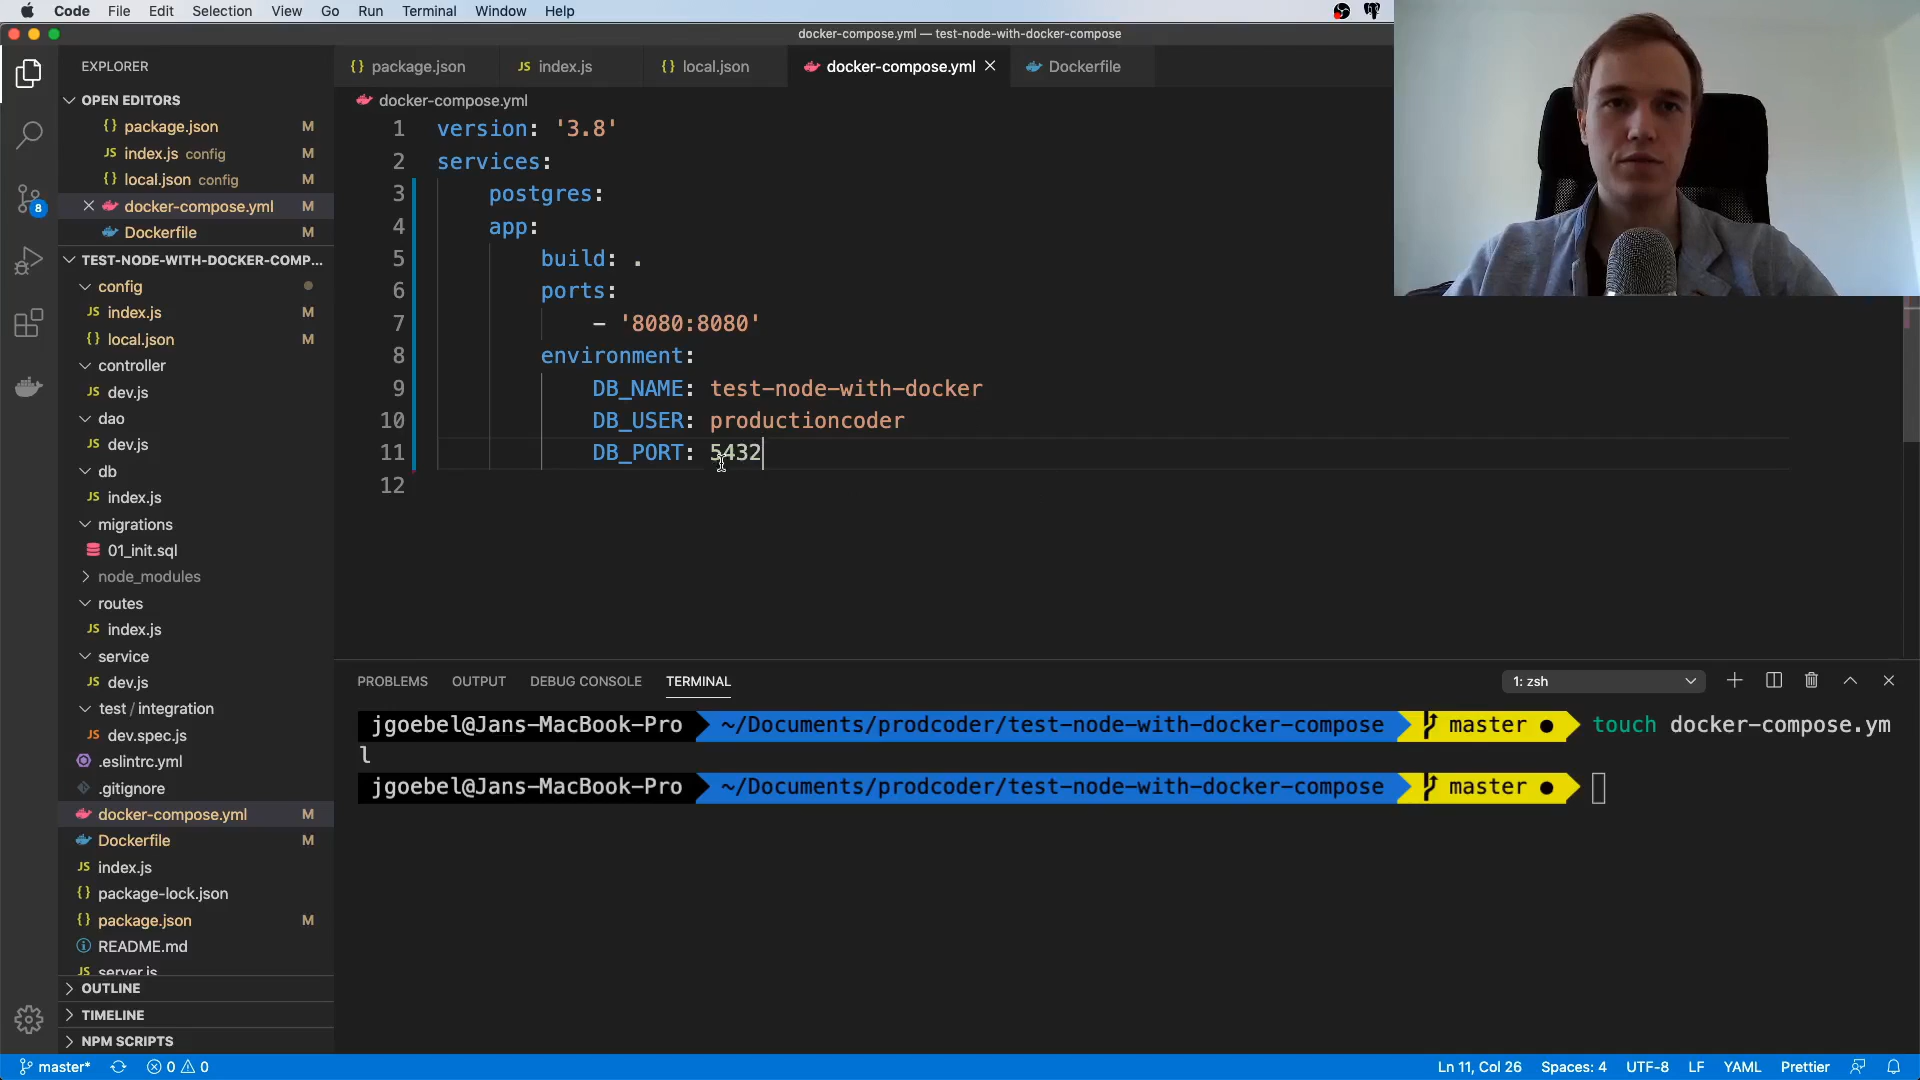 Code File Edit Selection View Go Run Terminal Window Help
docker-compose.yml — test-node-with-docker-compose
EXPLORER
OPEN EDITORS
{} package.json M
JS index.js config M
{} local.json config M
docker-compose.yml M
Dockerfile M
TEST-NODE-WITH-DOCKER-COMP...
config
JS index.js M
{} local.json M
controller
JS dev.js
dao
JS dev.js
db
JS index.js
migrations
01_init.sql
node_modules
routes
JS index.js
service
JS dev.js
test / integration
JS dev.spec.js
.eslintrc.yml
.gitignore
docker-compose.yml M
Dockerfile M
JS index.js
{} package-lock.json
{} package.json M
README.md
JS server.js
OUTLINE
TIMELINE
NPM SCRIPTS
8
{} package.json JS index.js {} local.json docker-compose.yml Dockerfile
docker-compose.yml
1 version: '3.8'
2 services:
3 postgres:
4 app:
5 build: .
6 ports:
7 - '8080:8080'
8 environment:
9 DB_NAME: test-node-with-docker
10 DB_USER: productioncoder
11 DB_PORT: 5432
12
PROBLEMS OUTPUT DEBUG CONSOLE TERMINAL 1: zsh
jgoebel@Jans-MacBook-Pro ~/Documents/prodcoder/test-node-with-docker-compose master ● touch docker-compose.ym
l
jgoebel@Jans-MacBook-Pro ~/Documents/prodcoder/test-node-with-docker-compose master ●
master* 0 0 Ln 11, Col 26 Spaces: 4 UTF-8 LF YAML Prettier